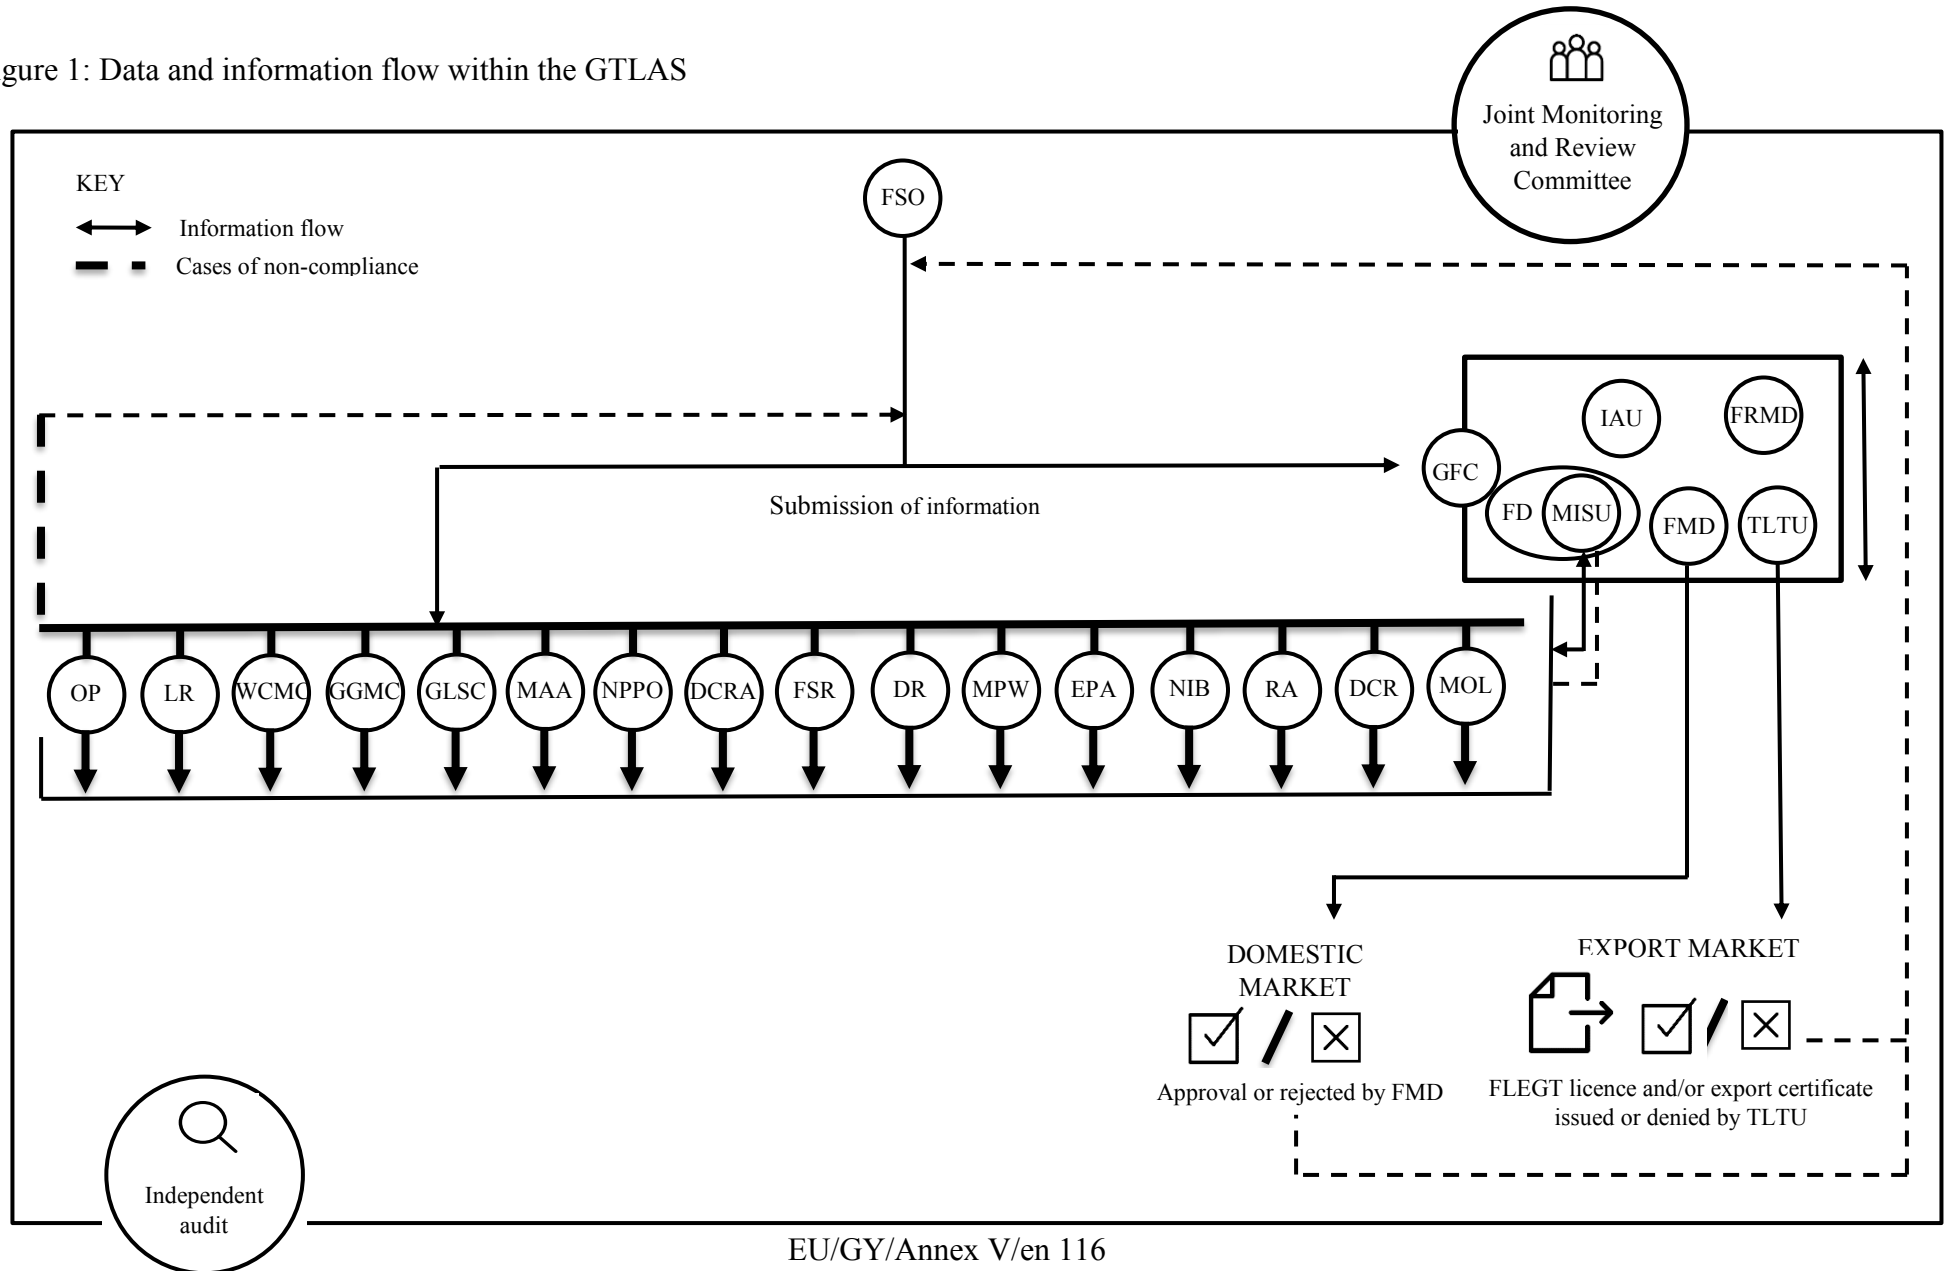 gure 1: Data and information flow within the GTLAS
Joint Monitoring
and Review
Committee
KEY
Information flow
Cases of non-compliance
FSO
IAU
FRMD
GFC
FD
MISU
FMD
TLTU
Submission of information
OP
LR
WCMC
GGMC
GLSC
MAA
NPPO
DCRA
FSR
DR
MPW
EPA
NIB
RA
DCR
MOL
DOMESTIC
MARKET
EXPORT MARKET
Approval or rejected by FMD
FLEGT licence and/or export certificate
issued or denied by TLTU
Independent
audit
EU/GY/Annex V/en 116